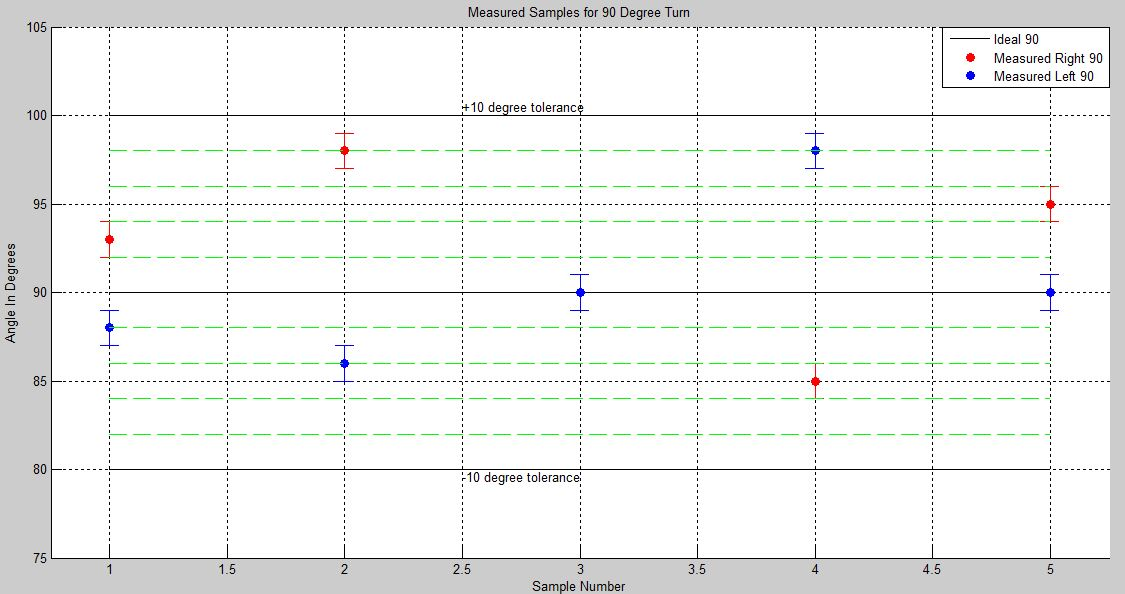 Measured Samples for 90 Degree Turn
Ideal 90
Measured Right 90
Measured Left 90
105
100
95
90
85
80
75
+10 degree tolerance
-10 degree tolerance
Angle In Degrees
1
1.5
2
2.5
3
3.5
4
4.5
5
Sample Number